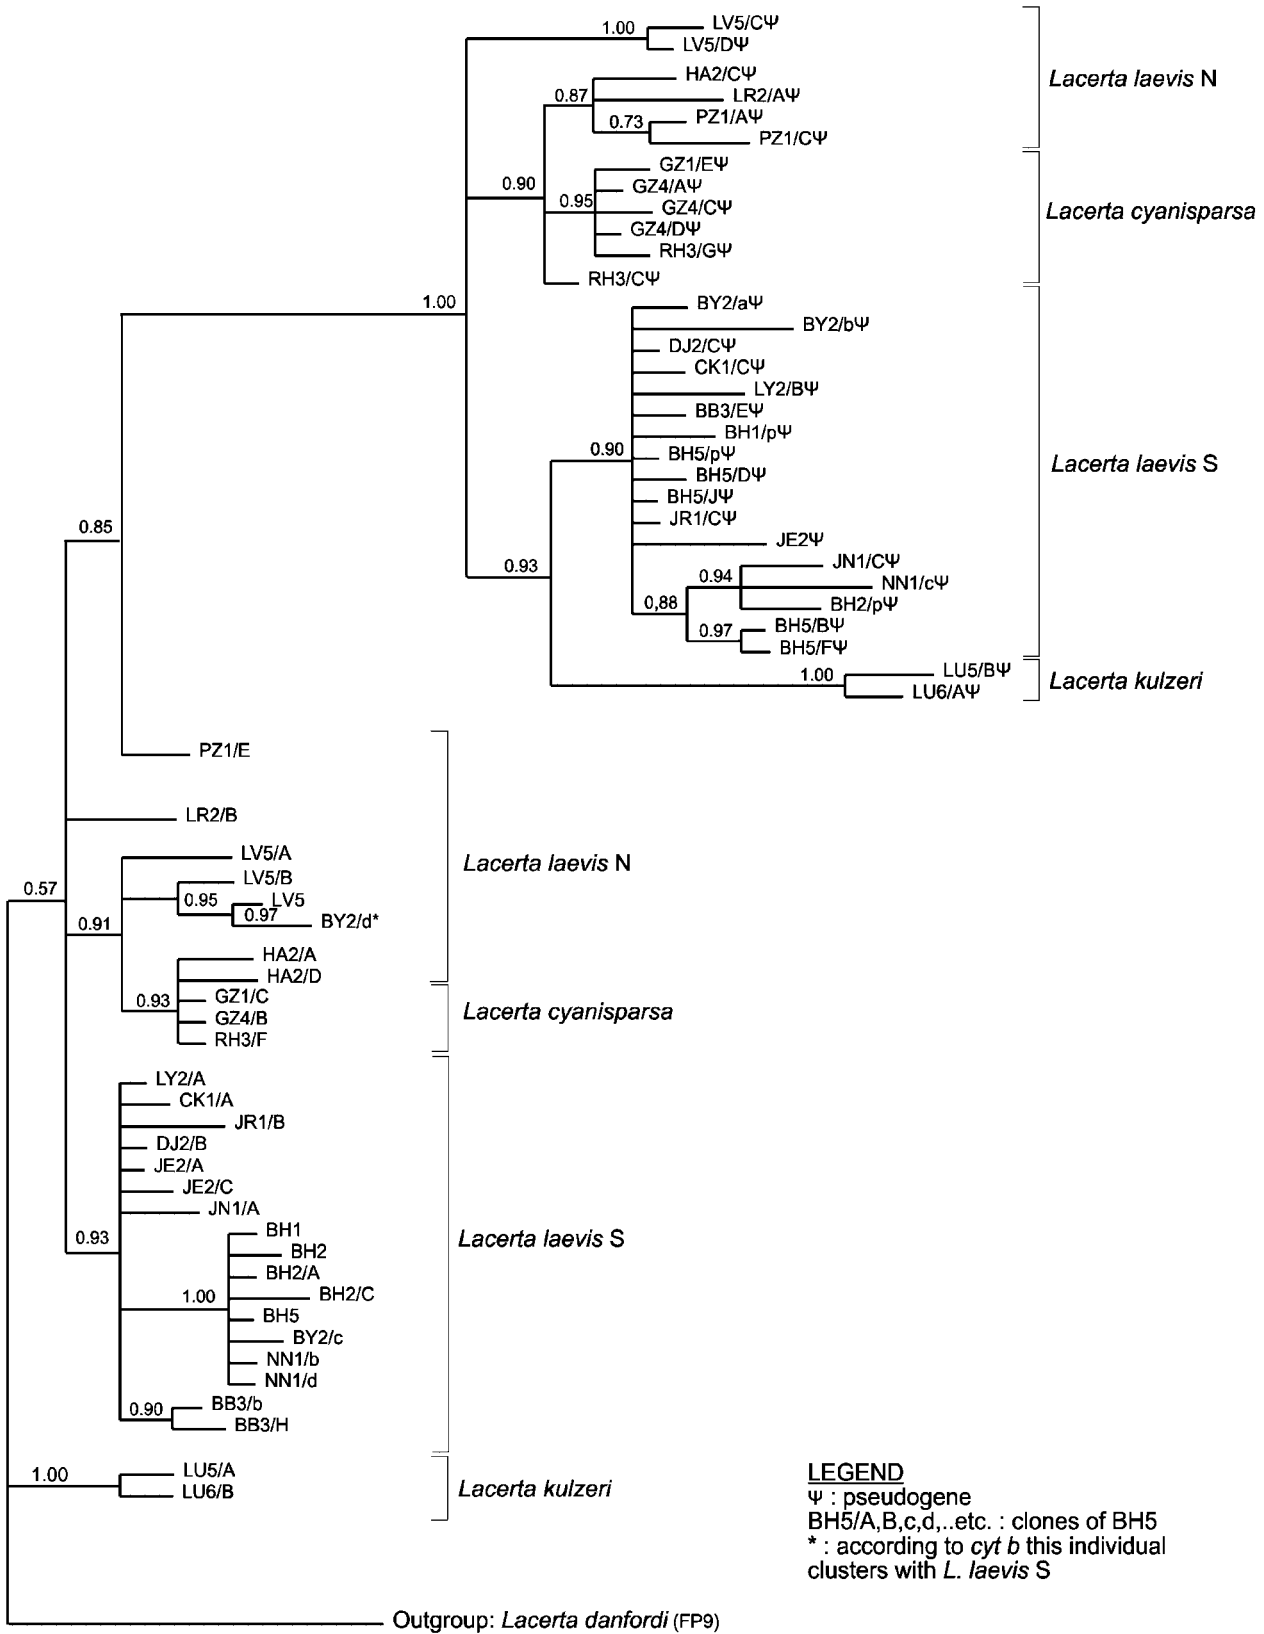 1.00
LV5/CΨ
LV5/DΨ
HA2/CΨ
0.87
LR2/AΨ
PZ1/AΨ
0.73
PZ1/CΨ
Lacerta laevis N
GZ1/EΨ
0.90
GZ4/AΨ
0.95
GZ4/CΨ
GZ4/DΨ
RH3/GΨ
RH3/CΨ
Lacerta cyanisparsa
1.00
BY2/aΨ
BY2/bΨ
DJ2/CΨ
CK1/CΨ
LY2/BΨ
BB3/EΨ
BH1/pΨ
0.90
BH5/pΨ
BH5/DΨ
BH5/JΨ
JR1/CΨ
JE2Ψ
0.93
JN1/CΨ
0.94
NN1/cΨ
0,88
BH2/pΨ
BH5/BΨ
0.97
BH5/FΨ
Lacerta laevis S
1.00
LU5/BΨ
LU6/AΨ
Lacerta kulzeri
0.85
PZ1/E
LR2/B
0.57
LV5/A
LV5/B
0.95
LV5
0.97
BY2/d*
0.91
HA2/A
HA2/D
Lacerta laevis N
0.93
GZ1/C
GZ4/B
RH3/F
Lacerta cyanisparsa
LY2/A
CK1/A
JR1/B
DJ2/B
JE2/A
JE2/C
JN1/A
0.93
BH1
BH2
BH2/A
1.00
BH2/C
BH5
BY2/c
NN1/b
NN1/d
0.90
BB3/b
BB3/H
Lacerta laevis S
1.00
LU5/A
LU6/B
Lacerta kulzeri
LEGEND
Ψ : pseudogene
BH5/A,B,c,d,..etc. : clones of BH5
* : according to cyt b this individual
clusters with L. laevis S
Outgroup: Lacerta danfordi (FP9)